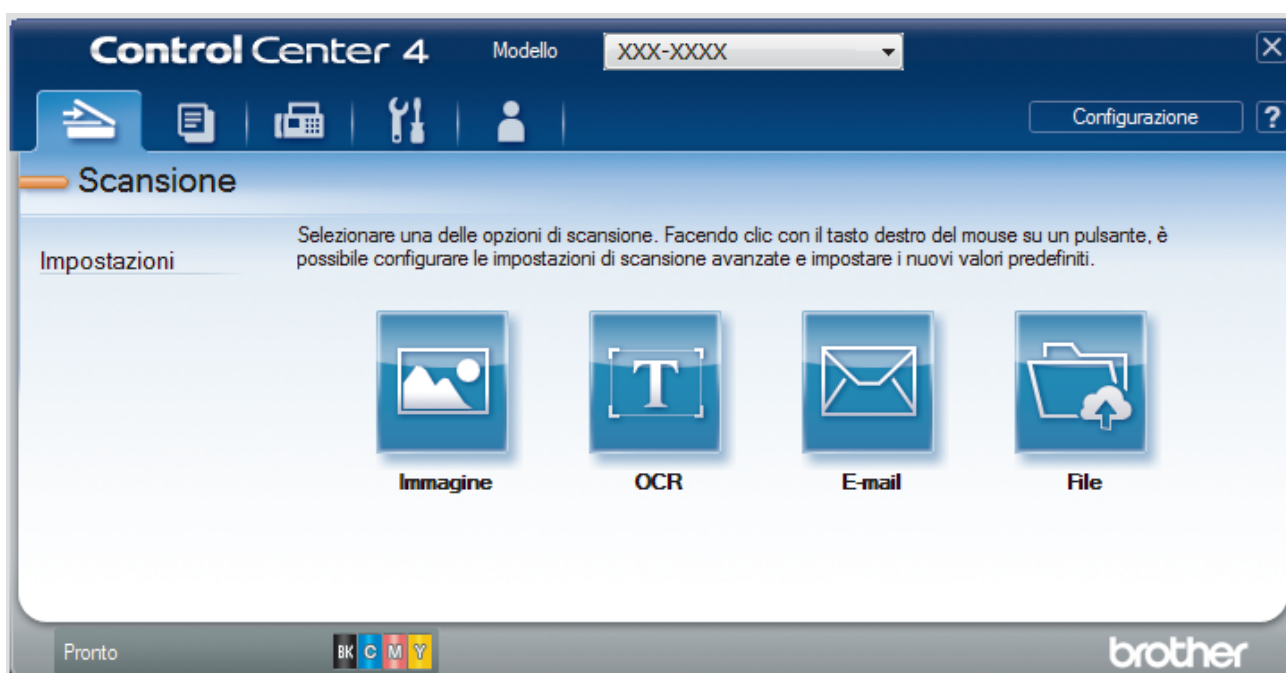 Control Center 4 Modello XXX-XXXX
Configurazione ?
Scansione
Impostazioni
Selezionare una delle opzioni di scansione. Facendo clic con il tasto destro del mouse su un pulsante, è
possibile configurare le impostazioni di scansione avanzate e impostare i nuovi valori predefiniti.
T
Immagine OCR E-mail File
Pronto BK C M Y brother